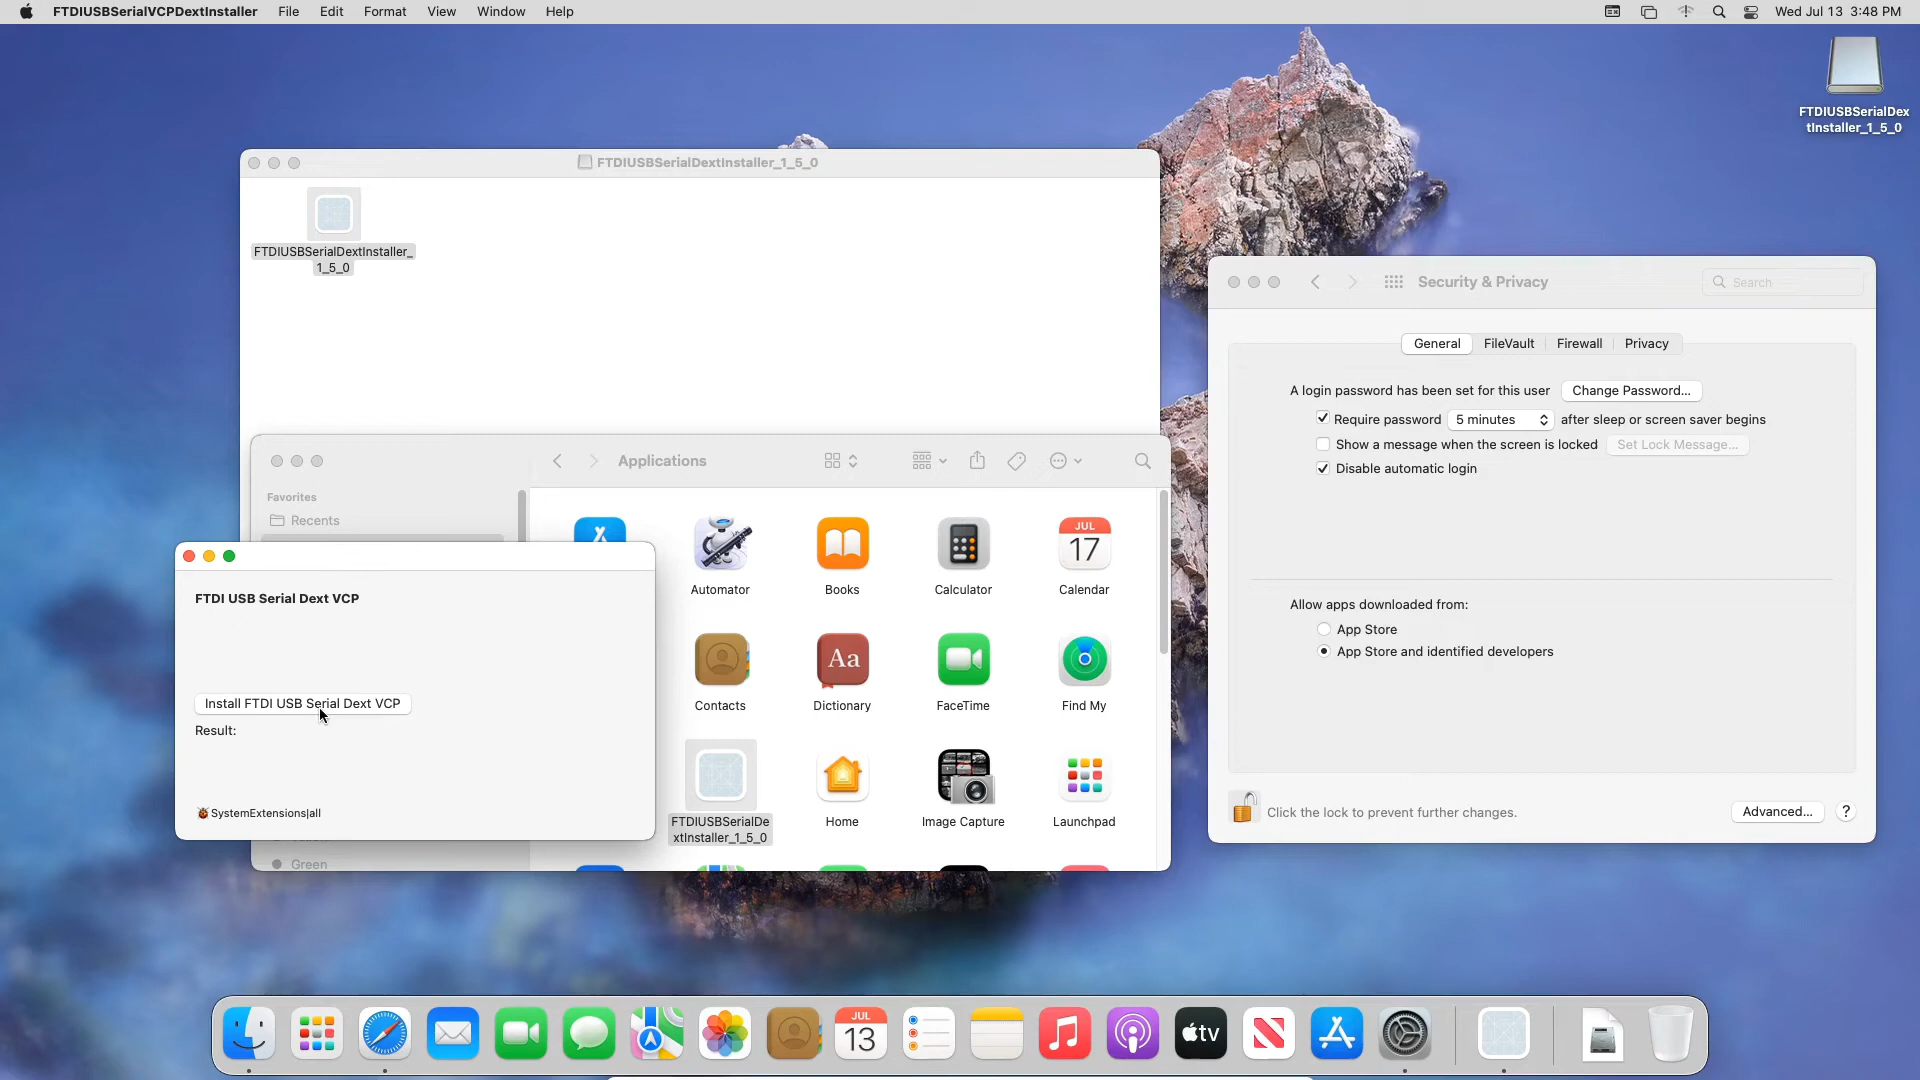 FTDIUSBSerialVCPDextInstaller File Edit Format View Window Help
Wed Jul 13 3:48 PM
FTDIUSBSerialDex
tInstaller_1_5_0
FTDIUSBSerialDextInstaller_1_5_0
FTDIUSBSerialDextInstaller_
1_5_0
Applications
Favorites
Recents
JUL
17
Automator
Books
Calculator
Calendar
Aa
Contacts
Dictionary
FaceTime
Find My
FTDIUSBSerialDe
xtInstaller_1_5_0
Home
Image Capture
Launchpad
Green
FTDI USB Serial Dext VCP
Install FTDI USB Serial Dext VCP
Result:
SystemExtensions|all
Security & Privacy
Search
General FileVault Firewall Privacy
A login password has been set for this user Change Password...
Require password 5 minutes after sleep or screen saver begins
Show a message when the screen is locked Set Lock Message...
Disable automatic login
Allow apps downloaded from:
App Store
App Store and identified developers
Click the lock to prevent further changes.
Advanced... ?
JUL
13
tv